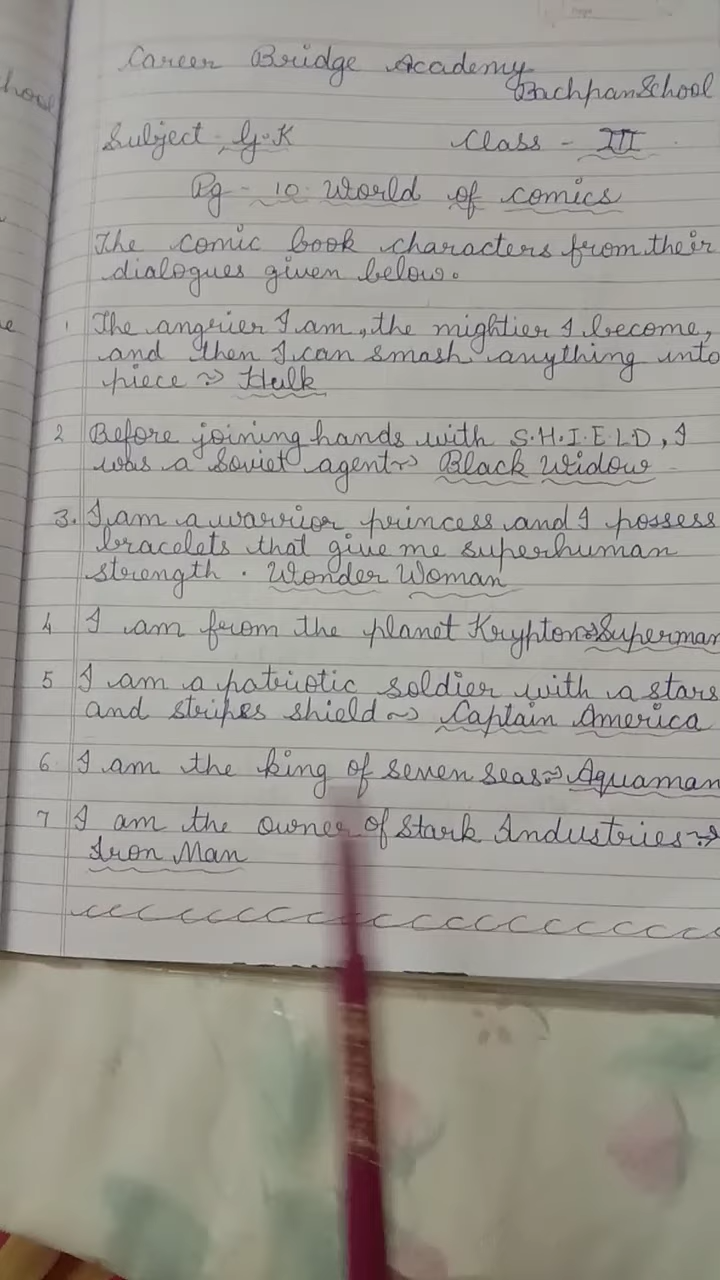 Career Bridge Academy
Bachpan School
Subject - G.K Class - III
Pg - 10. World of comics
The comic book characters from their
dialogues given below.
1 The angrier I am, the mightier I become,
and then I can smash anything into
piece ~> Hulk
2 Before joining hands with S.H.I.E.L.D, I
was a Soviet agent ~> Black Widow
3. I am a warrior princess and I possess
bracelets that give me superhuman
strength. Wonder Woman
4 I am from the planet Krypton ~> Superman
5 I am a patriotic soldier with a stars
and stripes shield ~> Captain America
6 I am the king of seven seas ~> Aquaman
7 I am the owner of Stark Industries ~>
Iron Man